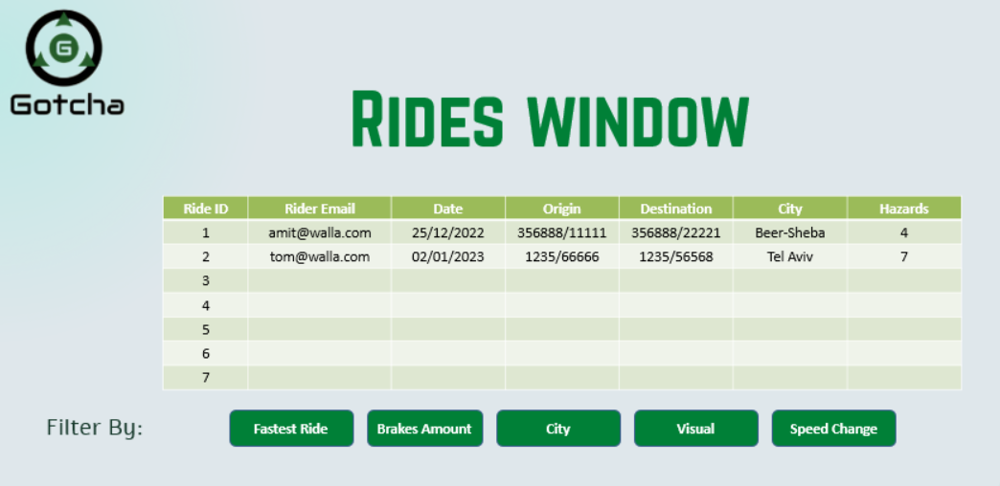 G
Gotcha
RIDES WINDOW
Ride ID Rider Email Date Origin Destination City Hazards
1 amit@walla.com 25/12/2022 356888/11111 356888/22221 Beer-Sheba 4
2 tom@walla.com 02/01/2023 1235/66666 1235/56568 Tel Aviv 7
3
4
5
6
7
Filter By: Fastest Ride Brakes Amount City Visual Speed Change